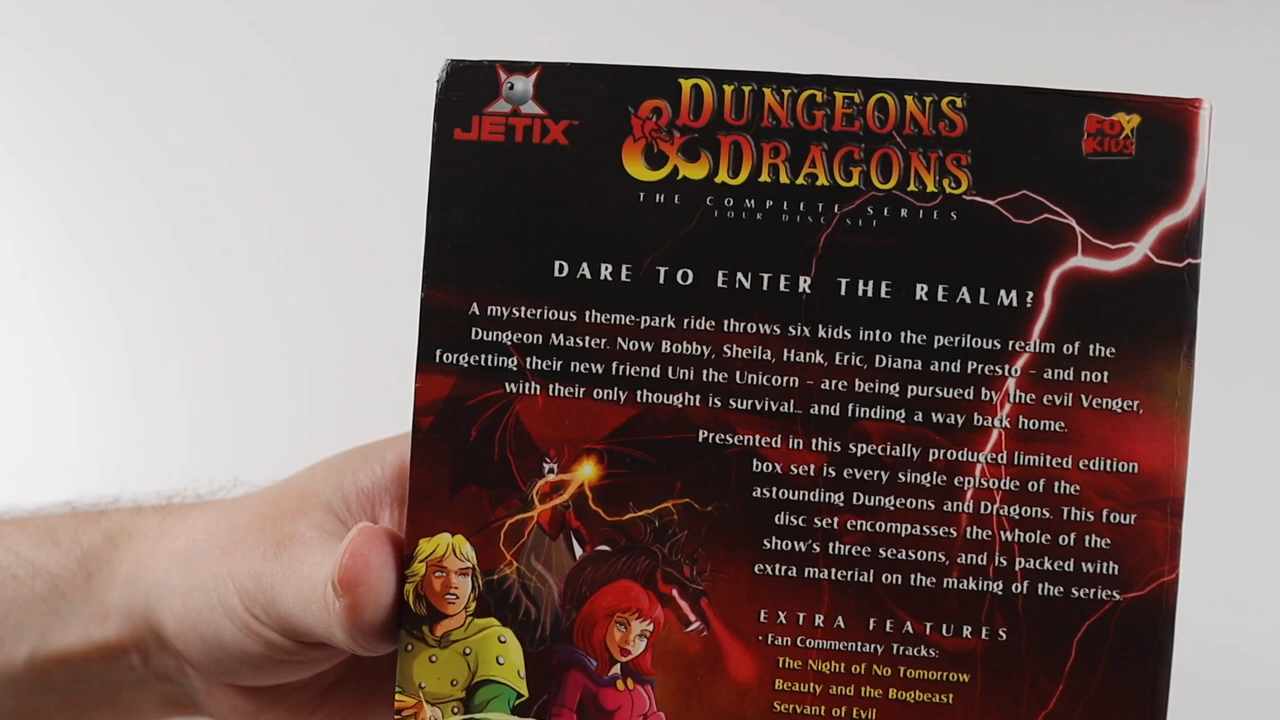 JETIX™
DUNGEONS
& DRAGONS
FOX
KIDS
THE COMPLETE SERIES
FOUR DISC SET
DARE TO ENTER THE REALM?
A mysterious theme-park ride throws six kids into the perilous realm of the
Dungeon Master. Now Bobby, Sheila, Hank, Eric, Diana and Presto - and not
forgetting their new friend Uni the Unicorn - are being pursued by the evil Venger,
with their only thought is survival... and finding a way back home.
Presented in this specially produced limited edition
box set is every single episode of the
astounding Dungeons and Dragons. This four
disc set encompasses the whole of the
show's three seasons, and is packed with
extra material on the making of the series.
EXTRA FEATURES
• Fan Commentary Tracks:
The Night of No Tomorrow
Beauty and the Bogbeast
Servant of Evil